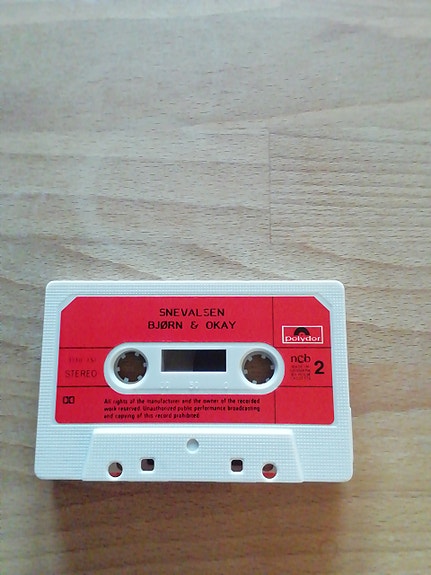 SNEVALSEN
BJØRN & OKAY
Polydor
STEREO
ncb
2
All rights of the manufacturer and the owner of the recorded
work reserved. Unauthorized public performance broadcasting
and copying of this record prohibited